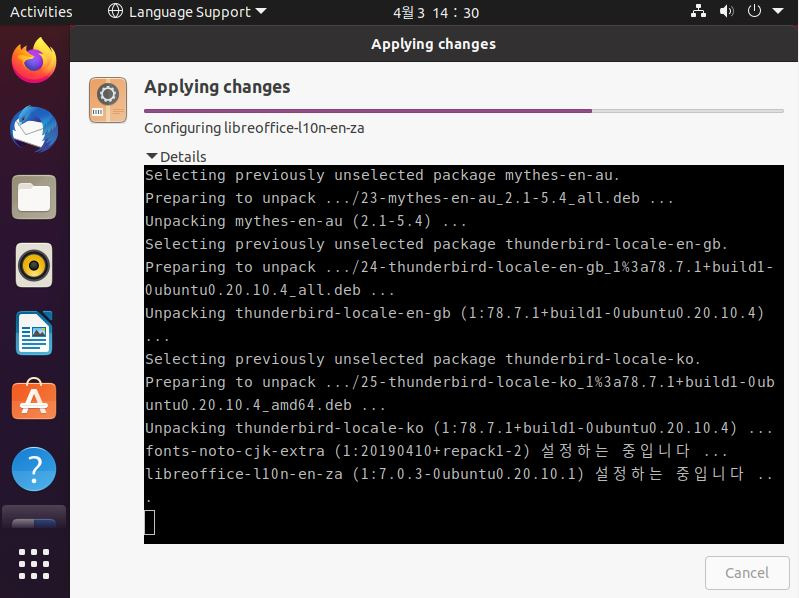 Activities
Language Support
4월 3 14：30
Applying changes
Applying changes
Configuring libreoffice-l10n-en-za
Details
Selecting previously unselected package mythes-en-au.
Preparing to unpack .../23-mythes-en-au_2.1-5.4_all.deb ...
Unpacking mythes-en-au (2.1-5.4) ...
Selecting previously unselected package thunderbird-locale-en-gb.
Preparing to unpack .../24-thunderbird-locale-en-gb_1%3a78.7.1+build1-
0ubuntu0.20.10.4_all.deb ...
Unpacking thunderbird-locale-en-gb (1:78.7.1+build1-0ubuntu0.20.10.4)
...
Selecting previously unselected package thunderbird-locale-ko.
Preparing to unpack .../25-thunderbird-locale-ko_1%3a78.7.1+build1-0ub
untu0.20.10.4_amd64.deb ...
Unpacking thunderbird-locale-ko (1:78.7.1+build1-0ubuntu0.20.10.4) ...
fonts-noto-cjk-extra (1:20190410+repack1-2) 설정하는 중입니다 ...
libreoffice-l10n-en-za (1:7.0.3-0ubuntu0.20.10.1) 설정하는 중입니다 ..
.
Cancel